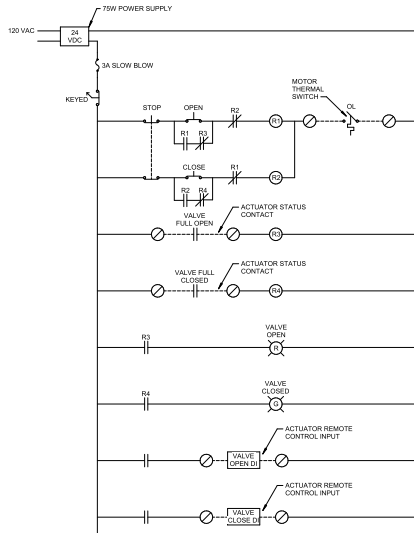 75W POWER SUPPLY
120 VAC
24
VDC
3A SLOW BLOW
KEYED
MOTOR
THERMAL
SWITCH
STOP
OPEN
R2
R1
OL
R1
R3
CLOSE
R1
R2
R2
R4
VALVE
FULL OPEN
ACTUATOR STATUS
CONTACT
R3
VALVE FULL
CLOSED
ACTUATOR STATUS
CONTACT
R4
VALVE
OPEN
R3
R
VALVE
CLOSED
R4
G
ACTUATOR REMOTE
CONTROL INPUT
VALVE
OPEN DI
ACTUATOR REMOTE
CONTROL INPUT
VALVE
CLOSE DI